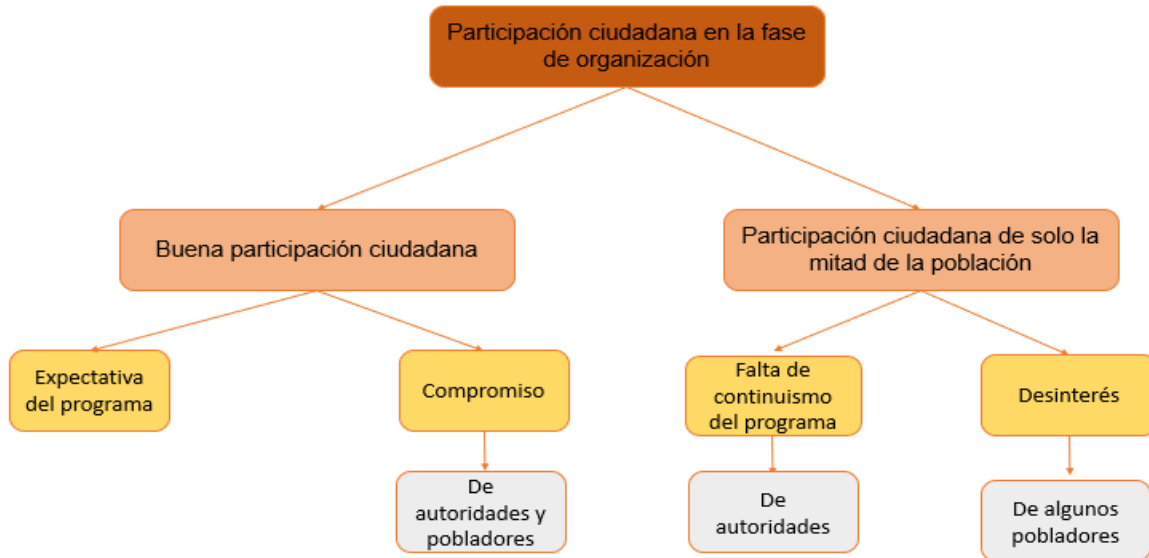 Participación ciudadana en la fase
de organización
Buena participación ciudadana
Participación ciudadana de solo la
mitad de la población
Expectativa
del programa
Compromiso
Falta de
continuismo
del programa
Desinterés
De
autoridades y
pobladores
De
autoridades
De algunos
pobladores